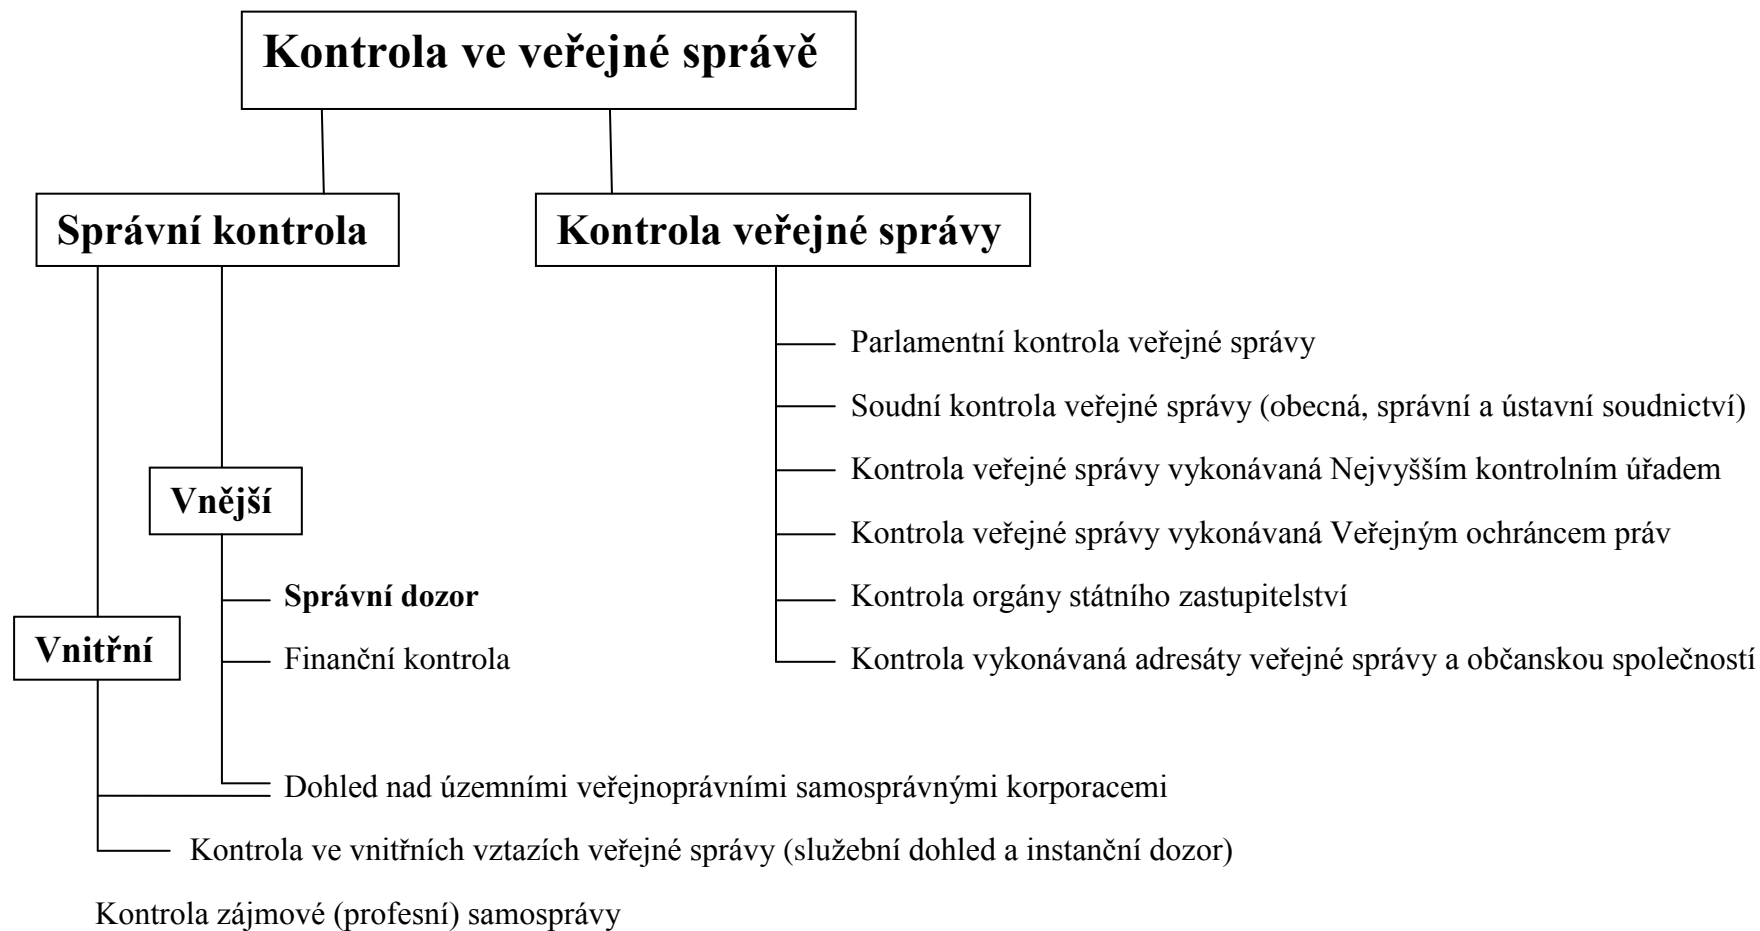 Kontrola ve veřejné správě
Správní kontrola
Kontrola veřejné správy
Parlamentní kontrola veřejné správy
Soudní kontrola veřejné správy (obecná, správní a ústavní soudnictví)
Kontrola veřejné správy vykonávaná Nejvyšším kontrolním úřadem
Vnější
Kontrola veřejné správy vykonávaná Veřejným ochráncem práv
Správní dozor
Kontrola orgány státního zastupitelství
Vnitřní
Finanční kontrola
Kontrola vykonávaná adresáty veřejné správy a občanskou společností
Dohled nad územními veřejnoprávními samosprávnými korporacemi
Kontrola ve vnitřních vztazích veřejné správy (služební dohled a instanční dozor)
Kontrola zájmové (profesní) samosprávy